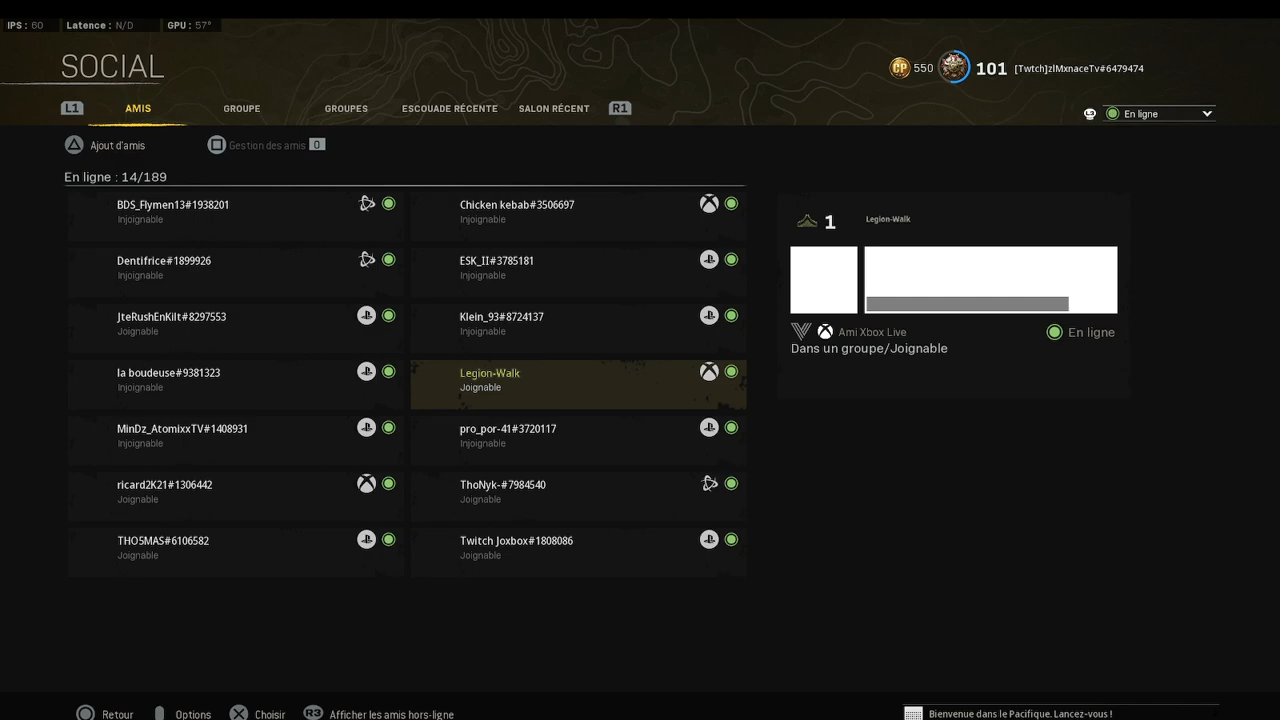 IPS : 60 Latence : N/D GPU : 57°
SOCIAL
CP 550 101 [Twtch]zIMxnaceTv#6479474
L1 AMIS GROUPE GROUPES ESCOUADE RÉCENTE SALON RÉCENT R1
En ligne
Ajout d'amis Gestion des amis 0
En ligne : 14/189
BDS_Flymen13#1938201
Injoignable
Chicken kebab#3506697
Injoignable
Dentifrice#1899926
Injoignable
ESK_II#3785181
Injoignable
JteRushEnKilt#8297553
Joignable
Klein_93#8724137
Injoignable
la boudeuse#9381323
Injoignable
Legion-Walk
Joignable
MinDz_AtomixxTV#1408931
Injoignable
pro_por-41#3720117
Injoignable
ricard2K21#1306442
Joignable
ThoNyk-#7984540
Joignable
THO5MAS#6106582
Joignable
Twitch Joxbox#1808086
Joignable
1 Legion-Walk
Ami Xbox Live En ligne
Dans un groupe/Joignable
Retour Options Choisir R3 Afficher les amis hors-ligne
Bienvenue dans le Pacifique. Lancez-vous !